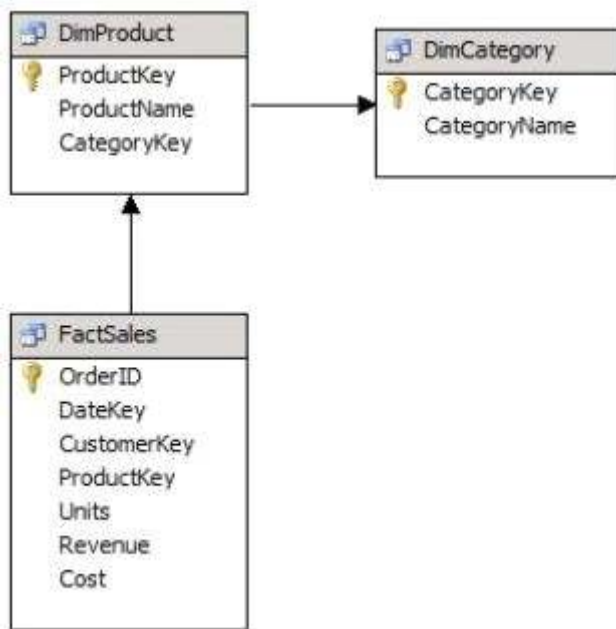 DimProduct
ProductKey
ProductName
CategoryKey
DimCategory
CategoryKey
CategoryName
FactSales
OrderID
DateKey
CustomerKey
ProductKey
Units
Revenue
Cost